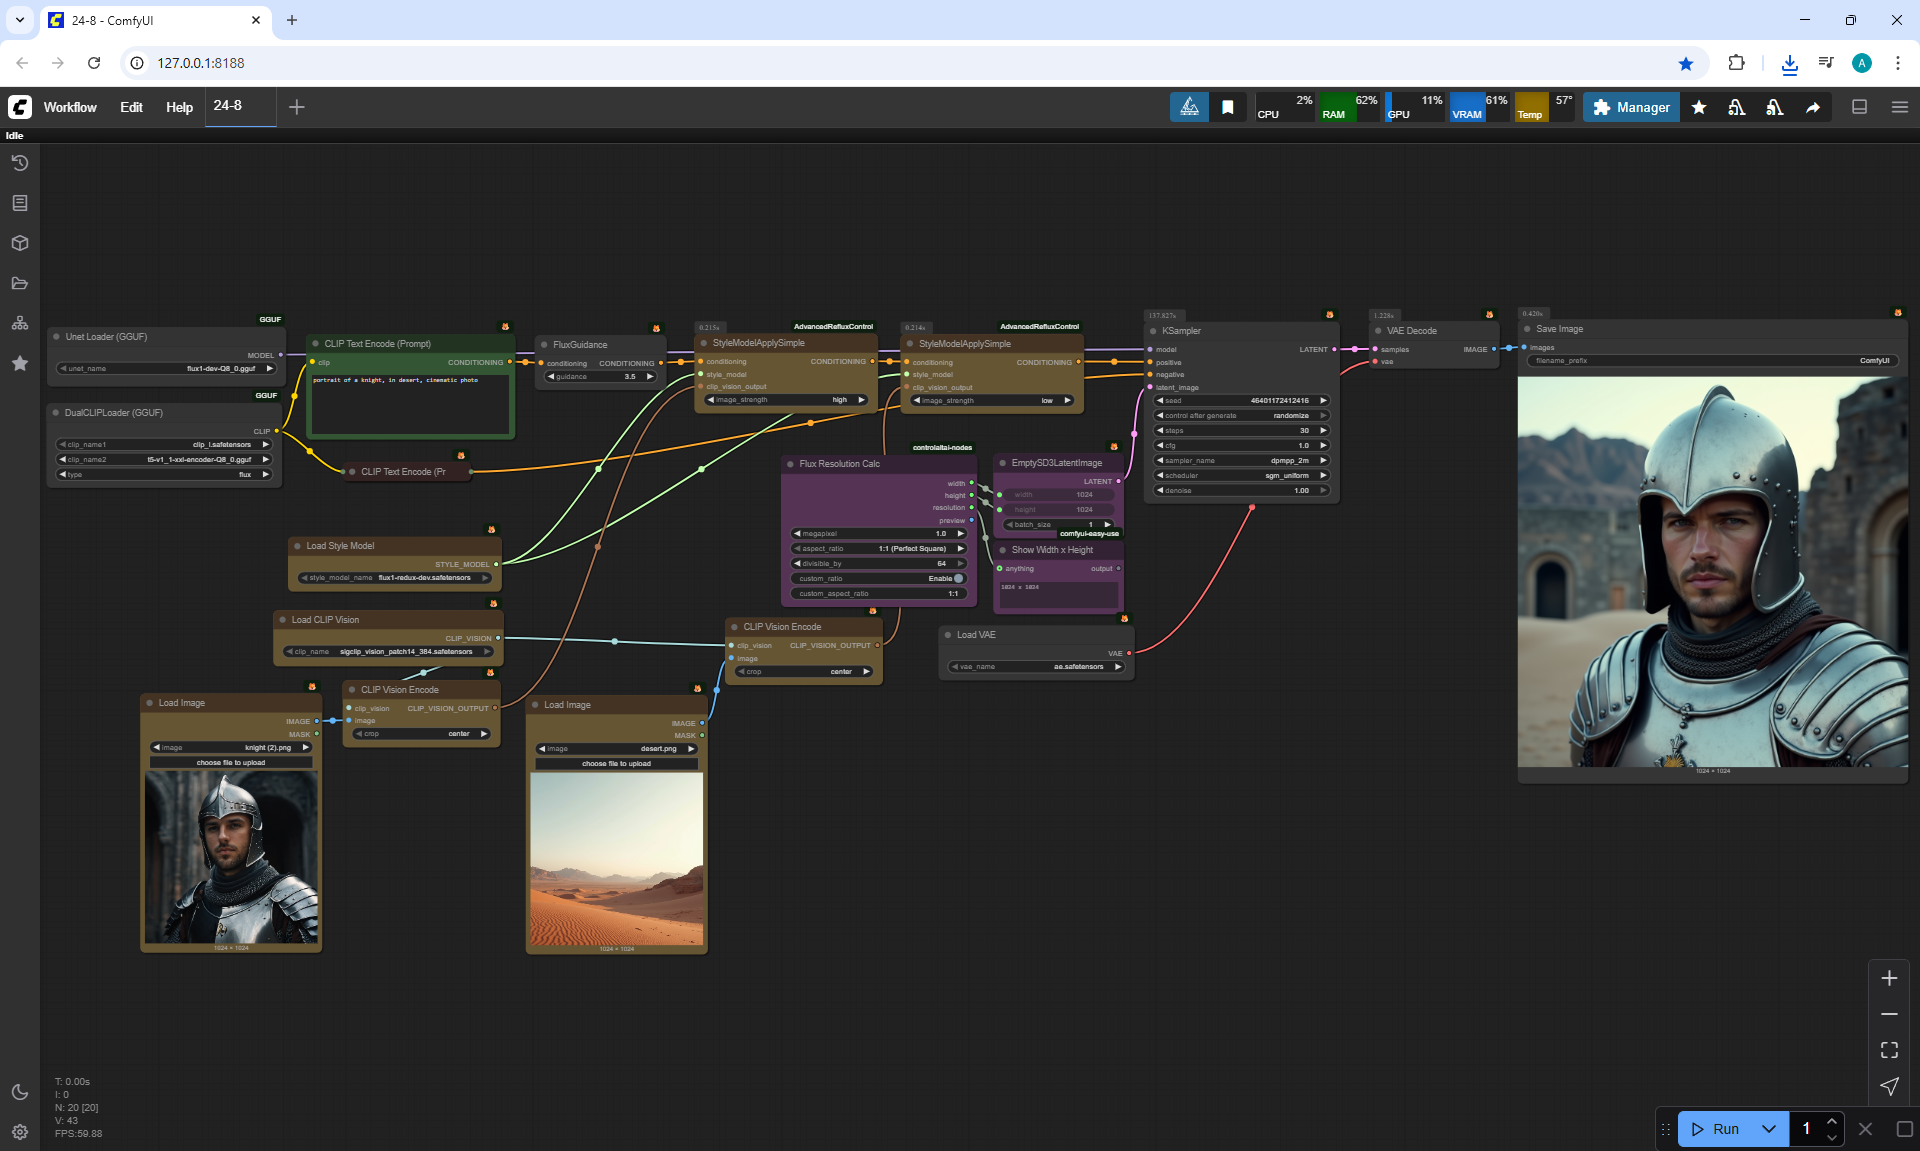 24-8 - ComfyUI
127.0.0.1:8188
A
Workflow
Edit
Help
24-8
CPU 2%
RAM 62%
GPU 11%
VRAM 61%
Temp 57°
Manager
Idle
GGUF
Unet Loader (GGUF)
MODEL
unet_name flux1-dev-Q8_0.gguf
GGUF
DualCLIPLoader (GGUF)
CLIP
clip_name1 clip_l.safetensors
clip_name2 t5-v1_1-xxl-encoder-Q8_0.gguf
type flux
CLIP Text Encode (Prompt)
clip CONDITIONING
portrait of a knight, in desert, cinematic photo
CLIP Text Encode (Pr
FluxGuidance
conditioning CONDITIONING
guidance 3.5
0.215s AdvancedRefluxControl
StyleModelApplySimple
conditioning CONDITIONING
style_model
clip_vision_output
image_strength high
0.214s AdvancedRefluxControl
StyleModelApplySimple
conditioning CONDITIONING
style_model
clip_vision_output
image_strength low
controlaltai-nodes
Flux Resolution Calc
width
height
resolution
preview
megapixel 1.0
aspect_ratio 1:1 (Perfect Square)
divisible_by 64
custom_ratio Enable
custom_aspect_ratio 1:1
EmptySD3LatentImage
LATENT
width 1024
height 1024
batch_size 1
comfyui-easy-use
Show Width x Height
anything output
1024 x 1024
137.827s
KSampler
model LATENT
positive
negative
latent_image
seed 46401172412416
control after generate randomize
steps 30
cfg 1.0
sampler_name dpmpp_2m
scheduler sgm_uniform
denoise 1.00
1.228s
VAE Decode
samples IMAGE
vae
0.420s
Save Image
images
filename_prefix ComfyUI
1024 × 1024
Load Style Model
STYLE_MODEL
style_model_name flux1-redux-dev.safetensors
Load CLIP Vision
CLIP_VISION
clip_name sigclip_vision_patch14_384.safetensors
CLIP Vision Encode
clip_vision CLIP_VISION_OUTPUT
image
crop center
CLIP Vision Encode
clip_vision CLIP_VISION_OUTPUT
image
crop center
Load VAE
VAE
vae_name ae.safetensors
Load Image
IMAGE
MASK
image knight (2).png
choose file to upload
1024 × 1024
Load Image
IMAGE
MASK
image desert.png
choose file to upload
1024 × 1024
T: 0.00s
I: 0
N: 20 [20]
V: 43
FPS:59.88
Run
1